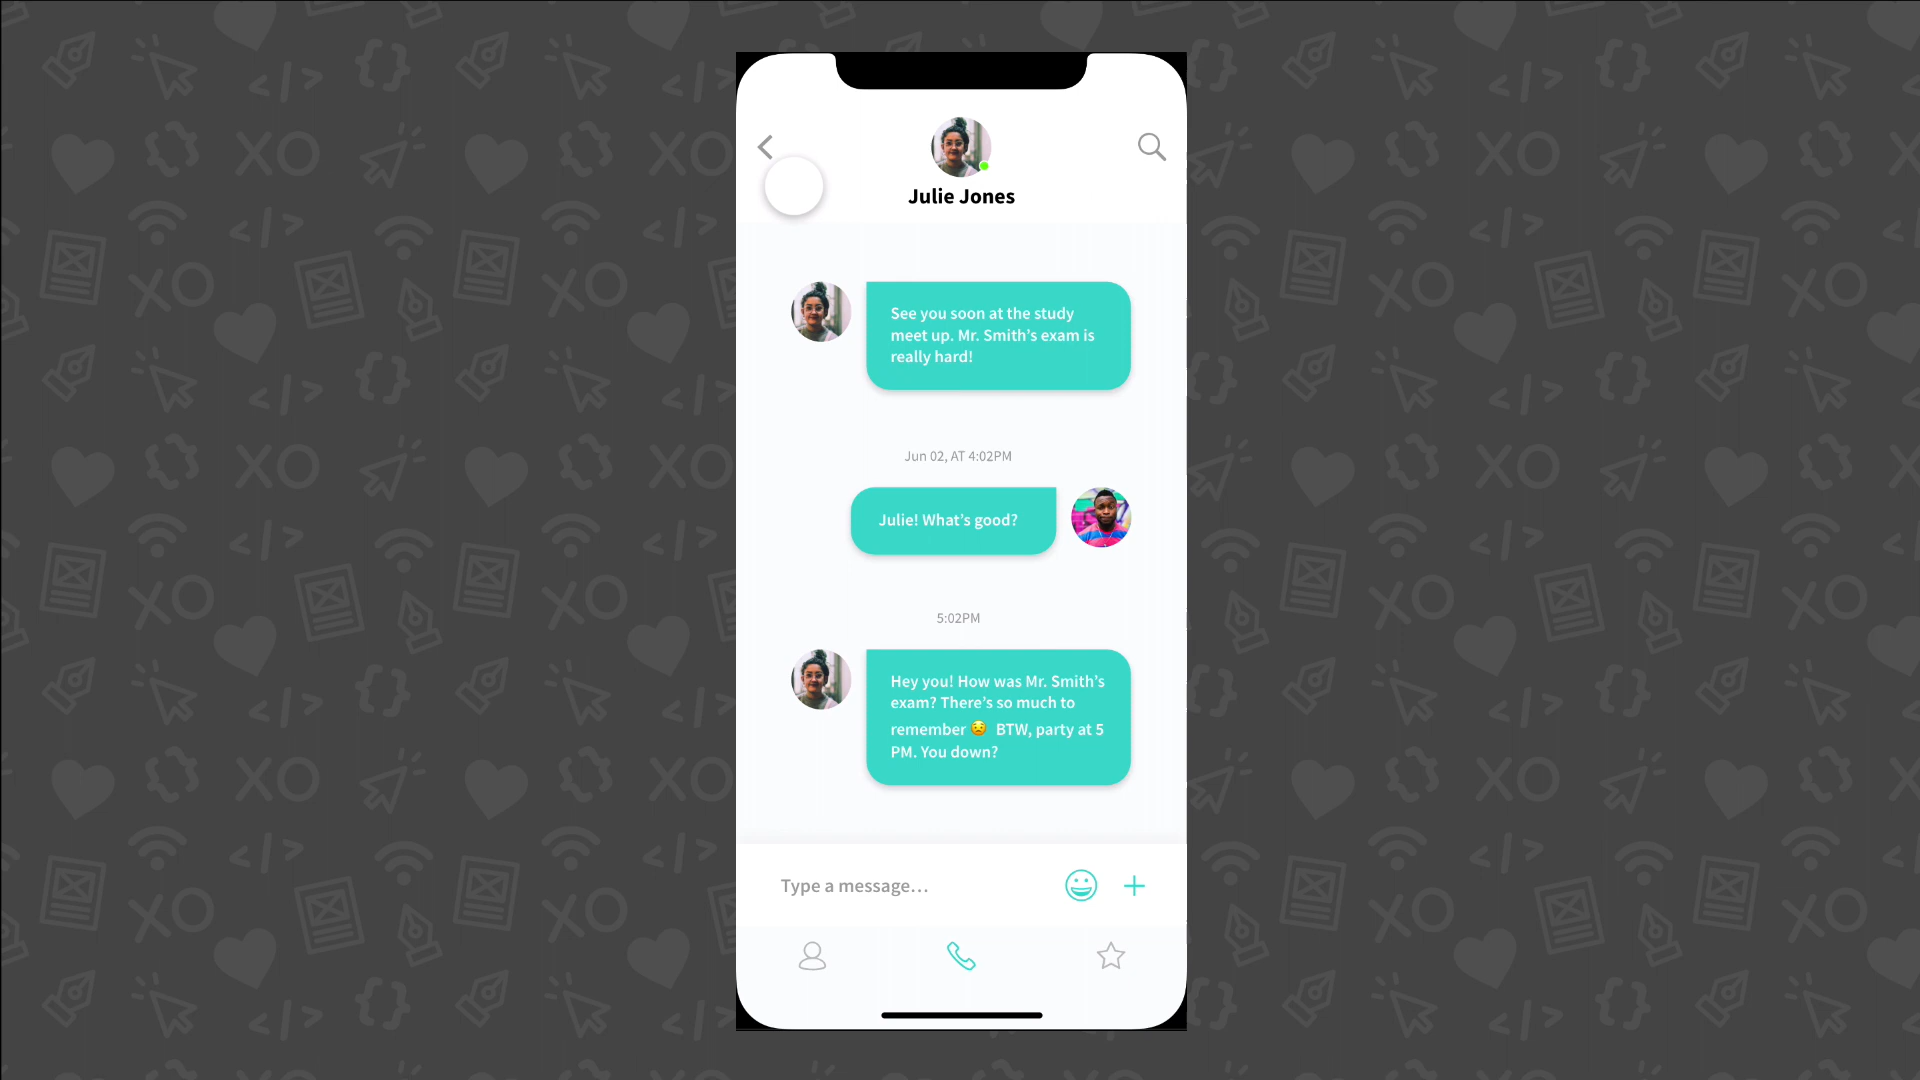 Julie Jones
See you soon at the study
meet up. Mr. Smith’s exam is
really hard!
Jun 02, AT 4:02PM
Julie! What’s good?
5:02PM
Hey you! How was Mr. Smith’s
exam? There’s so much to
remember 😟 BTW, party at 5
PM. You down?
Type a message…